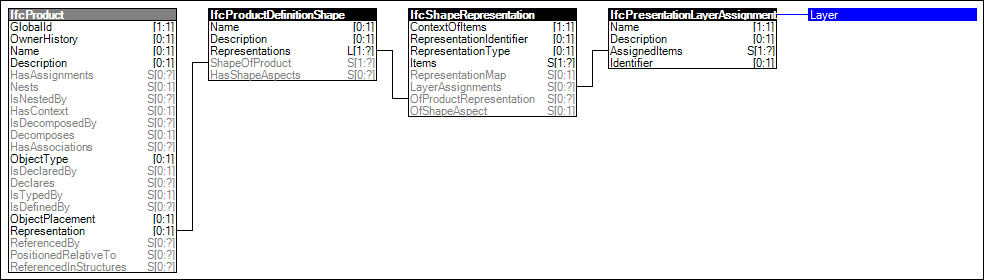 IfcProduct
GlobalId [1:1]
OwnerHistory [0:1]
Name [0:1]
Description [0:1]
HasAssignments S[0:?]
Nests S[0:1]
IsNestedBy S[0:?]
HasContext S[0:1]
IsDecomposedBy S[0:?]
Decomposes S[0:1]
HasAssociations S[0:?]
ObjectType [0:1]
IsDeclaredBy S[0:1]
Declares S[0:?]
IsTypedBy S[0:1]
IsDefinedBy S[0:?]
ObjectPlacement [0:1]
Representation [0:1]
ReferencedBy S[0:?]
PositionedRelativeTo S[0:?]
ReferencedInStructures S[0:?]
IfcProductDefinitionShape
Name [0:1]
Description [0:1]
Representations L[1:?]
ShapeOfProduct S[1:?]
HasShapeAspects S[0:?]
IfcShapeRepresentation
ContextOfItems [1:1]
RepresentationIdentifier [0:1]
RepresentationType [0:1]
Items S[1:?]
RepresentationMap S[0:1]
LayerAssignments S[0:?]
OfProductRepresentation S[0:?]
OfShapeAspect S[0:1]
IfcPresentationLayerAssignment
Name [1:1]
Description [0:1]
AssignedItems S[1:?]
Identifier [0:1]
Layer